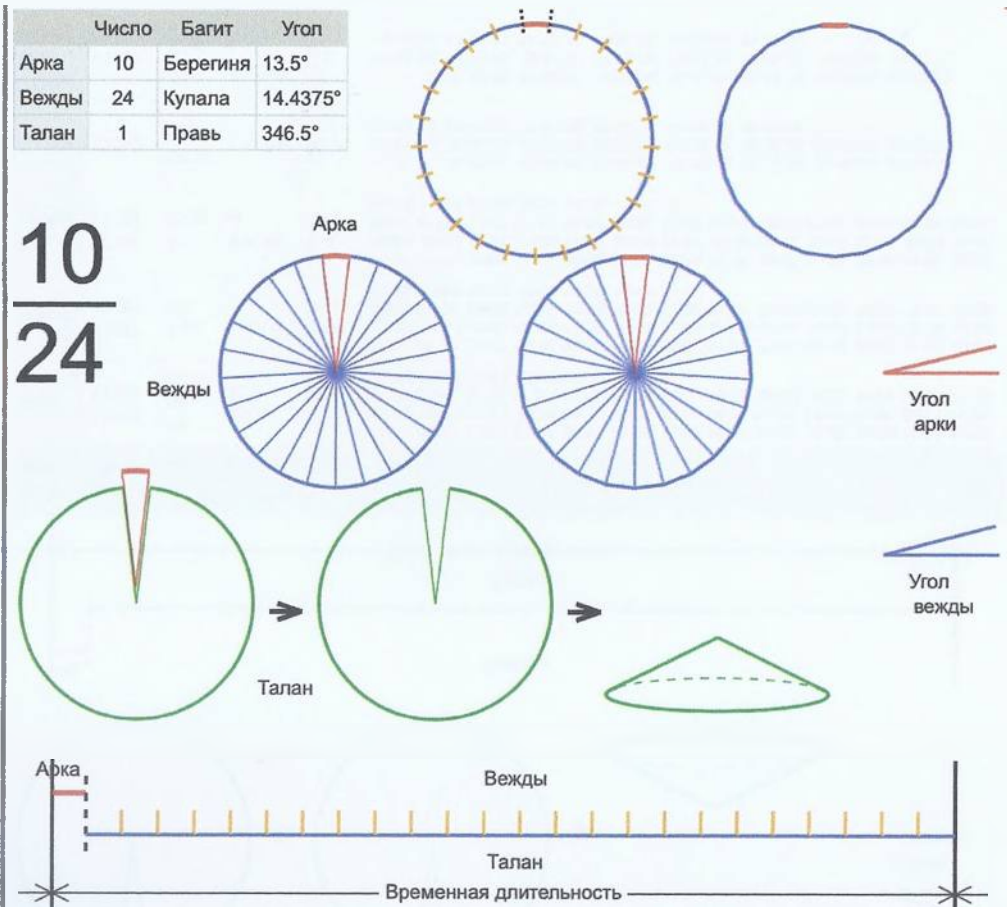 Число Багит Угол
Арка 10 Берегиня 13.5°
Вежды 24 Купала 14.4375°
Талан 1 Правь 346.5°
10
24
Арка
Вежды
Угол
арки
Угол
вежды
Талан
Арка
Вежды
Талан
Временная длительность